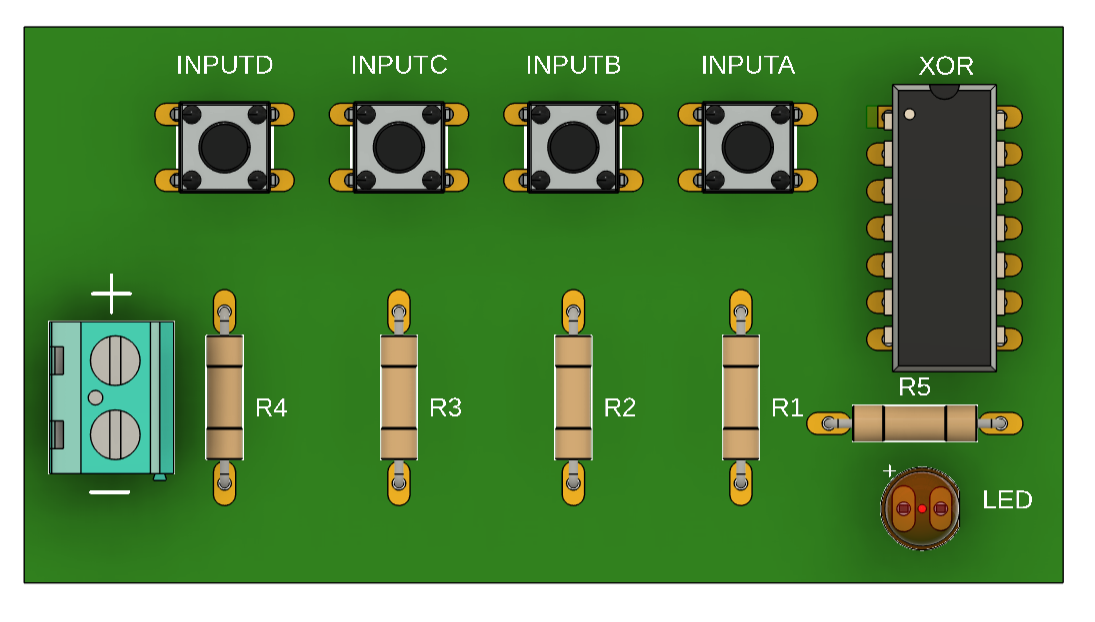 INPUTD INPUTC INPUTB INPUTA XOR
+
R5
R4 R3 R2 R1
+
LED
−